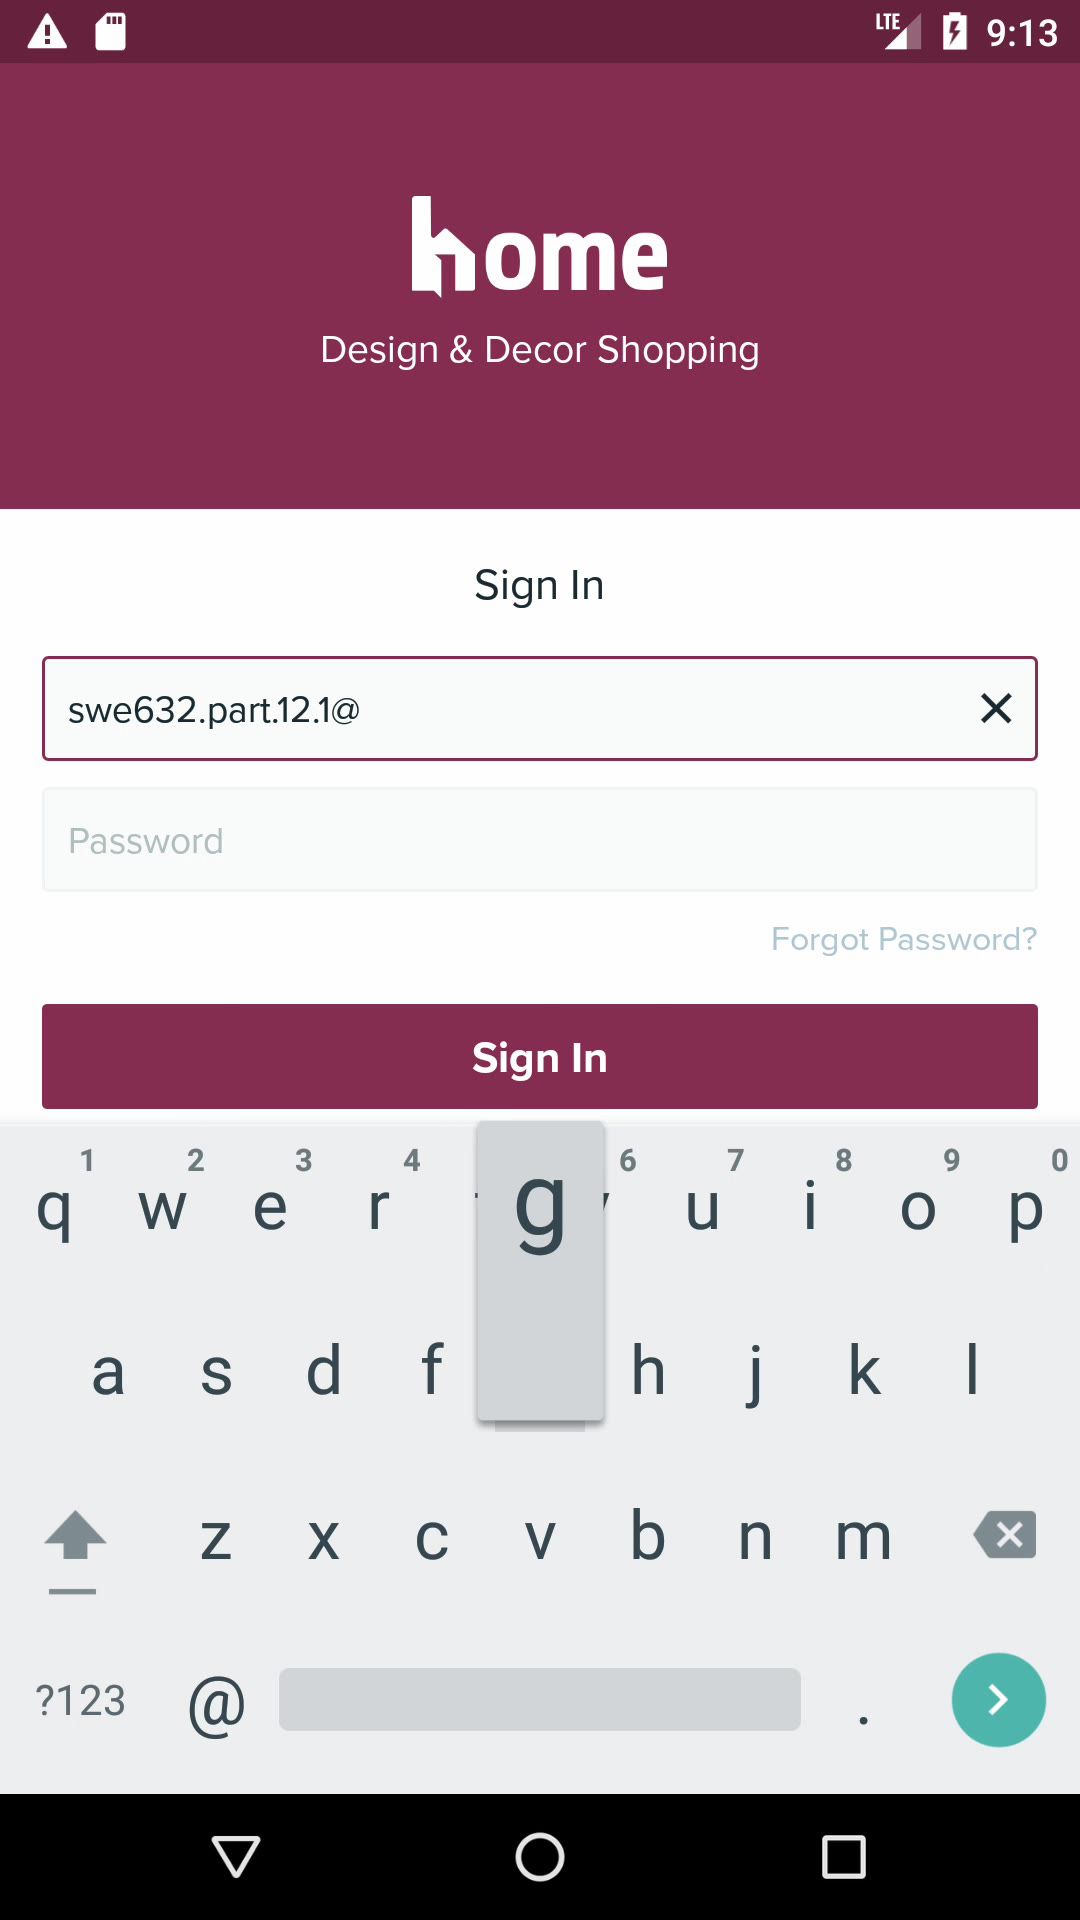 LTE 9:13
home
Design & Decor Shopping
Sign In
swe632.part.12.1@
Password
Forgot Password?
Sign In
1 2 3 4 6 7 8 9 0
q w e r g u i o p
a s d f h j k l
z x c v b n m
?123 @ .